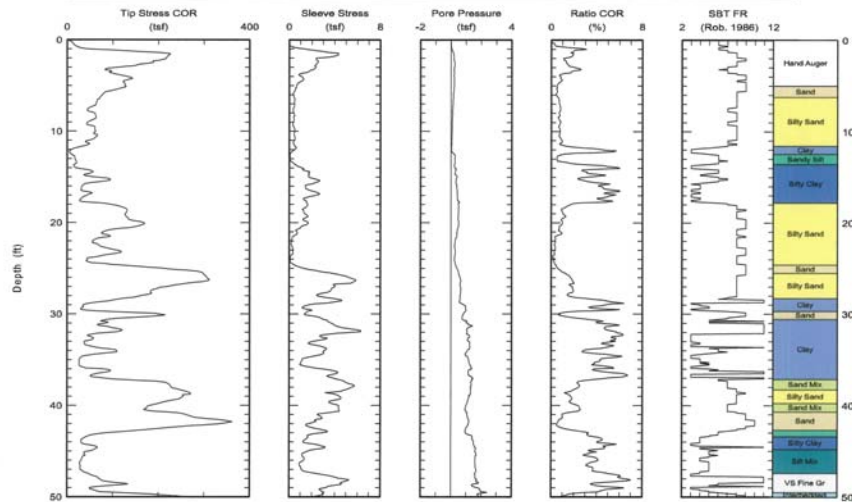 Tip Stress COR
(tsf)
400
Sleeve Stress
0 (tsf) 8
Pore Pressure
-2 (tsf) 4
Ratio COR
0 (%) 8
SBT FR
2 (Rob. 1986) 12
0
10
20
30
40
50
Depth (ft)
0
10
20
30
40
50
Hand Auger
Sand
Silty Sand
Clay
Sandy Silt
Silty Clay
Silty Sand
Sand
Silty Sand
Clay
Sand
Clay
Sand Mix
Silty Sand
Sand Mix
Sand
Silty Clay
Silt Mix
VS Fine Gr